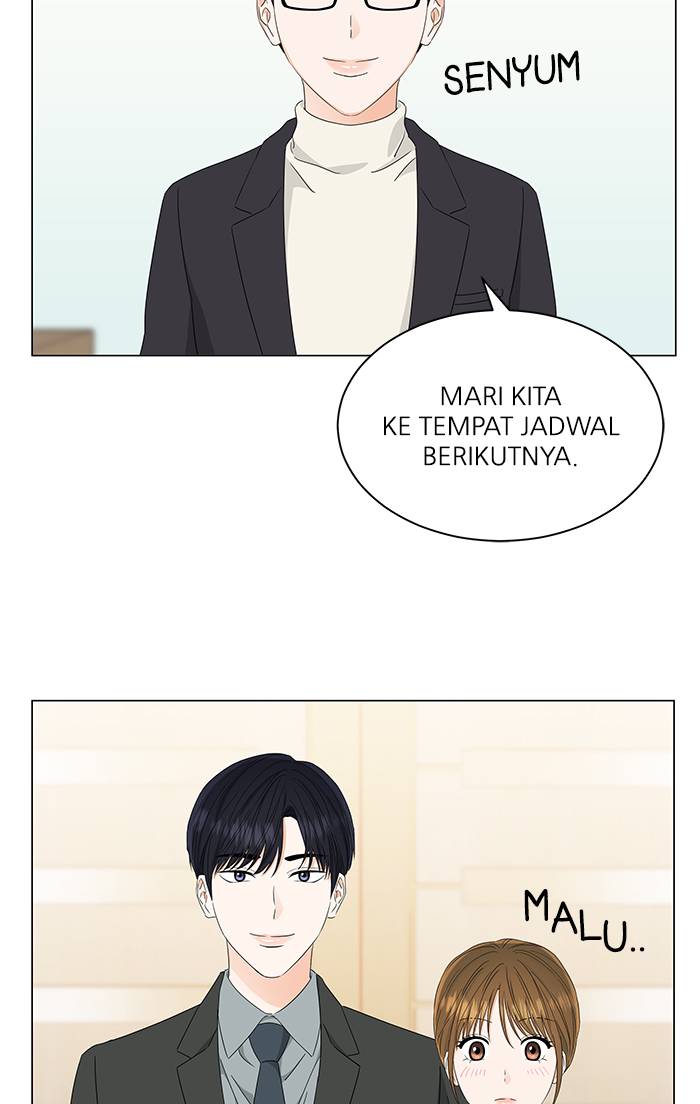 SENYUM
MARI KITA
KE TEMPAT JADWAL
BERIKUTNYA.
MALU..